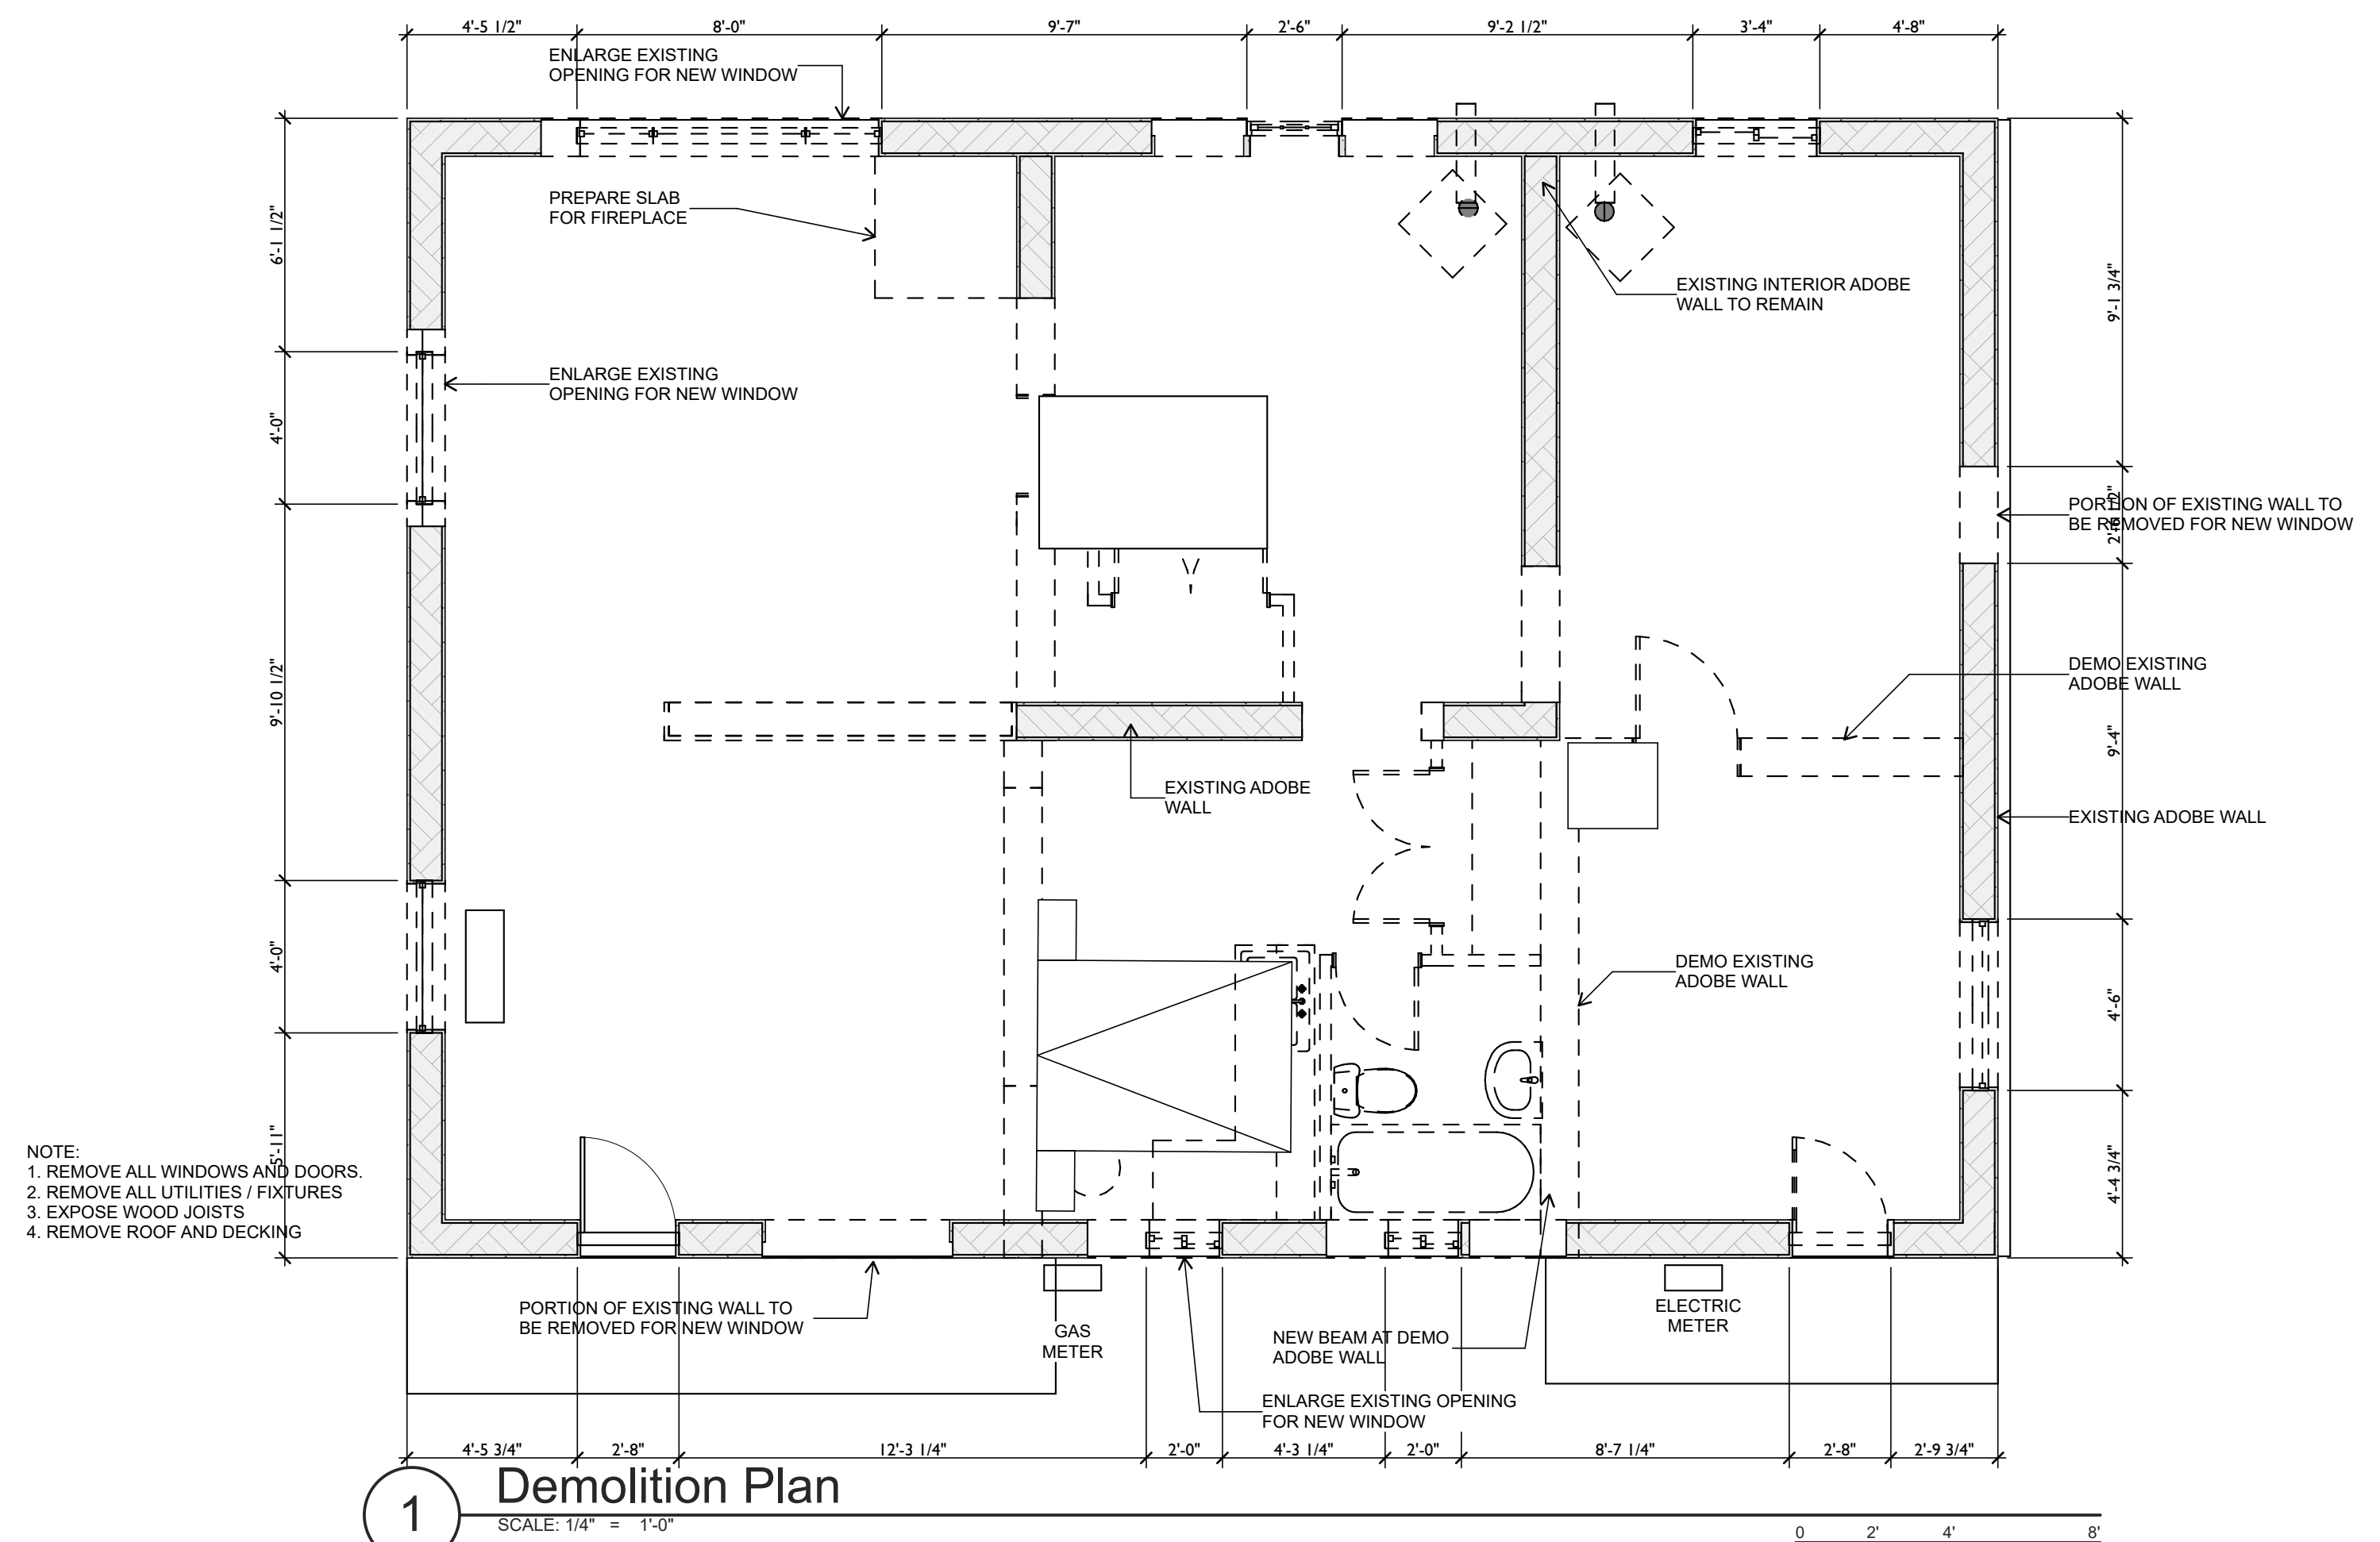 4'-5 1/2" 8'-0" 9'-7" 2'-6" 9'-2 1/2" 3'-4" 4'-8"
ENLARGE EXISTING
OPENING FOR NEW WINDOW
PREPARE SLAB
FOR FIREPLACE
6'-1 1/2"
EXISTING INTERIOR ADOBE
WALL TO REMAIN
9'-1 3/4"
ENLARGE EXISTING
OPENING FOR NEW WINDOW
4'-0"
PORTION OF EXISTING WALL TO
BE REMOVED FOR NEW WINDOW
9'-10 1/2"
DEMO EXISTING
ADOBE WALL
9'-4"
EXISTING ADOBE
WALL
EXISTING ADOBE WALL
4'-0"
DEMO EXISTING
ADOBE WALL
4'-6"
5'-11"
NOTE:
1. REMOVE ALL WINDOWS AND DOORS.
2. REMOVE ALL UTILITIES / FIXTURES
3. EXPOSE WOOD JOISTS
4. REMOVE ROOF AND DECKING
4'-4 3/4"
PORTION OF EXISTING WALL TO
BE REMOVED FOR NEW WINDOW
GAS
METER
ELECTRIC
METER
NEW BEAM AT DEMO
ADOBE WALL
ENLARGE EXISTING OPENING
FOR NEW WINDOW
4'-5 3/4" 2'-8" 12'-3 1/4" 2'-0" 4'-3 1/4" 2'-0" 8'-7 1/4" 2'-8" 2'-9 3/4"
1
Demolition Plan
SCALE: 1/4" = 1'-0"
0 2' 4' 8'